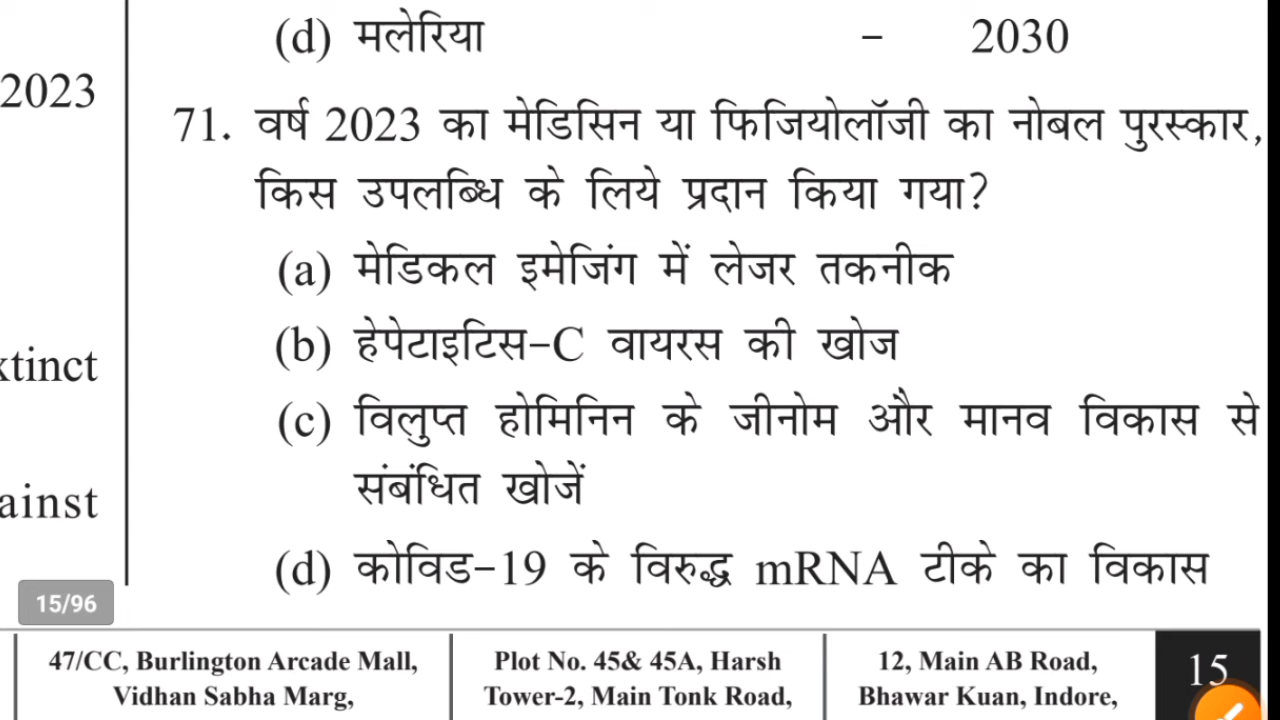 (d) मलेरिया – 2030
2023
71. वर्ष 2023 का मेडिसिन या फिजियोलॉजी का नोबल पुरस्कार,
किस उपलब्धि के लिये प्रदान किया गया?
(a) मेडिकल इमेजिंग में लेजर तकनीक
(b) हेपेटाइटिस-C वायरस की खोज
xtinct
(c) विलुप्त होमिनिन के जीनोम और मानव विकास से
संबंधित खोजें
ainst
(d) कोविड-19 के विरुद्ध mRNA टीके का विकास
15/96
47/CC, Burlington Arcade Mall,
Vidhan Sabha Marg,
Plot No. 45& 45A, Harsh
Tower-2, Main Tonk Road,
12, Main AB Road,
Bhawar Kuan, Indore,
15